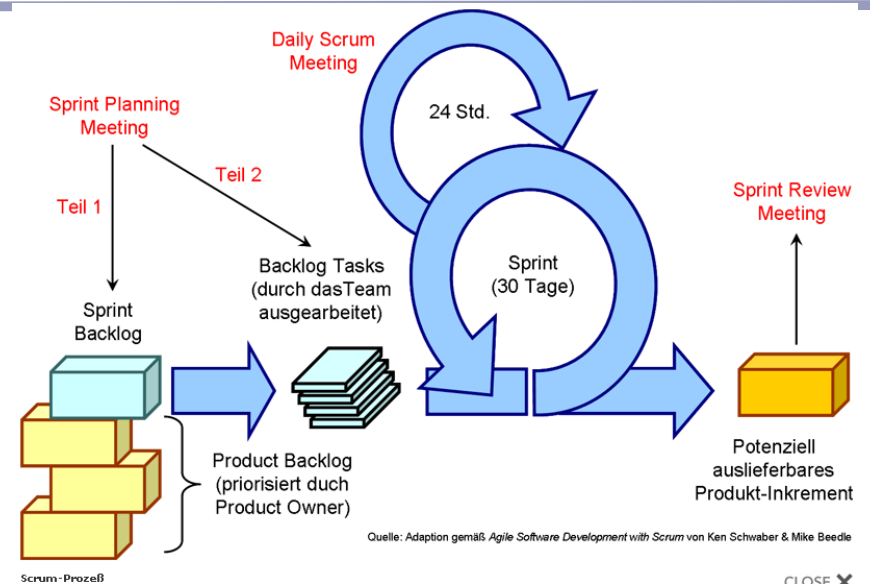 Daily Scrum
Meeting
24 Std.
Sprint Planning
Meeting
Teil 1
Teil 2
Sprint
Backlog
Backlog Tasks
(durch dasTeam
ausgearbeitet)
Sprint
(30 Tage)
Sprint Review
Meeting
Product Backlog
(priorisiert duch
Product Owner)
Potenziell
auslieferbares
Produkt-Inkrement
Quelle: Adaption gemäß Agile Software Development with Scrum von Ken Schwaber & Mike Beedle
Scrum-Prozeß
CLOSE X